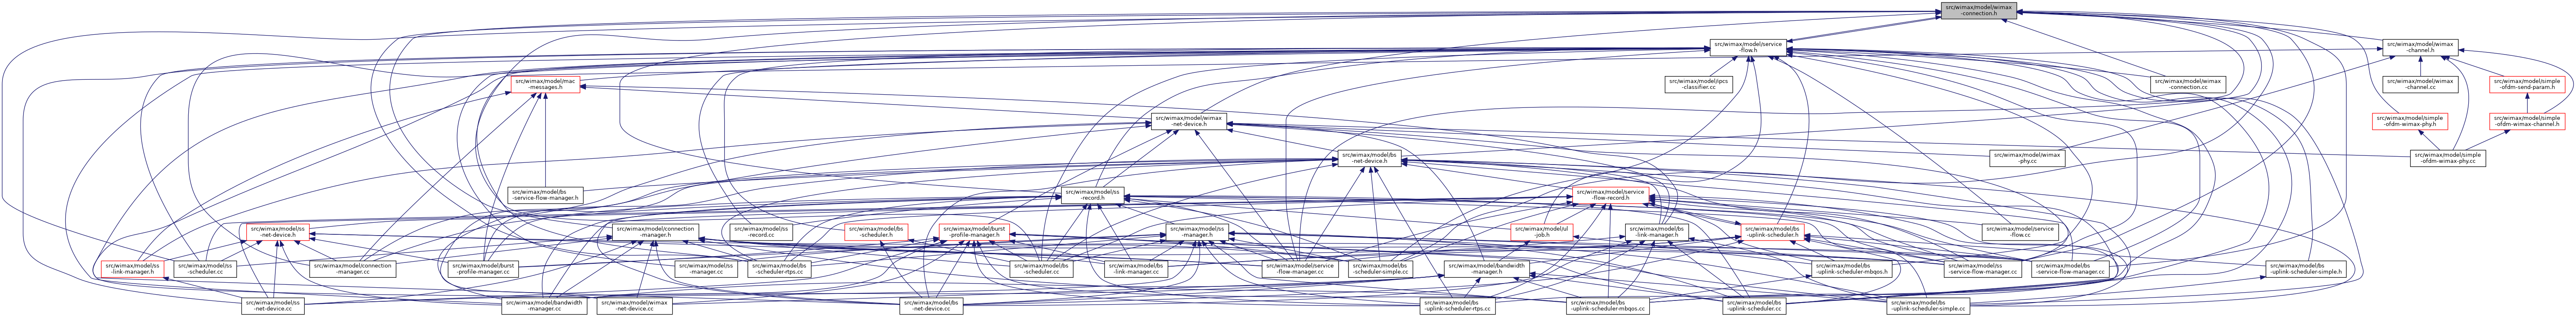 src/wimax/model/wimax
-connection.h
src/wimax/model/service
-flow.h
src/wimax/model/wimax
-channel.h
src/wimax/model/mac
-messages.h
src/wimax/model/ipcs
-classifier.cc
src/wimax/model/wimax
-connection.cc
src/wimax/model/wimax
-channel.cc
src/wimax/model/simple
-ofdm-send-param.h
src/wimax/model/wimax
-net-device.h
src/wimax/model/simple
-ofdm-wimax-phy.h
src/wimax/model/simple
-ofdm-wimax-channel.h
src/wimax/model/bs
-net-device.h
src/wimax/model/wimax
-phy.cc
src/wimax/model/simple
-ofdm-wimax-phy.cc
src/wimax/model/bs
-service-flow-manager.h
src/wimax/model/ss
-record.h
src/wimax/model/service
-flow-record.h
src/wimax/model/ss
-net-device.h
src/wimax/model/connection
-manager.h
src/wimax/model/ss
-record.cc
src/wimax/model/bs
-scheduler.h
src/wimax/model/burst
-profile-manager.h
src/wimax/model/ss
-manager.h
src/wimax/model/ul
-job.h
src/wimax/model/bs
-link-manager.h
src/wimax/model/bs
-uplink-scheduler.h
src/wimax/model/service
-flow.cc
src/wimax/model/ss
-link-manager.h
src/wimax/model/ss
-scheduler.cc
src/wimax/model/connection
-manager.cc
src/wimax/model/burst
-profile-manager.cc
src/wimax/model/ss
-manager.cc
src/wimax/model/bs
-scheduler-rtps.cc
src/wimax/model/bs
-scheduler.cc
src/wimax/model/bs
-link-manager.cc
src/wimax/model/bandwidth
-manager.h
src/wimax/model/service
-flow-manager.cc
src/wimax/model/bs
-scheduler-simple.cc
src/wimax/model/bs
-uplink-scheduler-mbqos.h
src/wimax/model/ss
-service-flow-manager.cc
src/wimax/model/bs
-service-flow-manager.cc
src/wimax/model/bs
-uplink-scheduler-simple.h
src/wimax/model/ss
-net-device.cc
src/wimax/model/bandwidth
-manager.cc
src/wimax/model/wimax
-net-device.cc
src/wimax/model/bs
-net-device.cc
src/wimax/model/bs
-uplink-scheduler-rtps.cc
src/wimax/model/bs
-uplink-scheduler-mbqos.cc
src/wimax/model/bs
-uplink-scheduler.cc
src/wimax/model/bs
-uplink-scheduler-simple.cc